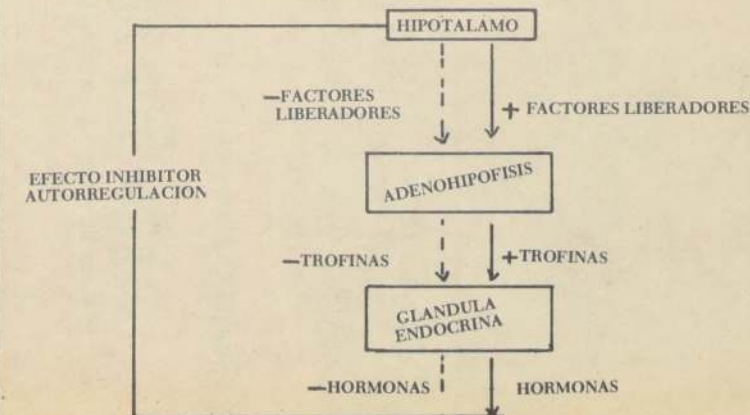 HIPOTALAMO
—FACTORES
LIBERADORES
+ FACTORES LIBERADORES
EFECTO INHIBITOR
AUTORREGULACION
ADENOHIPOFISIS
—TROFINAS
+TROFINAS
GLANDULA
ENDOCRINA
—HORMONAS
HORMONAS